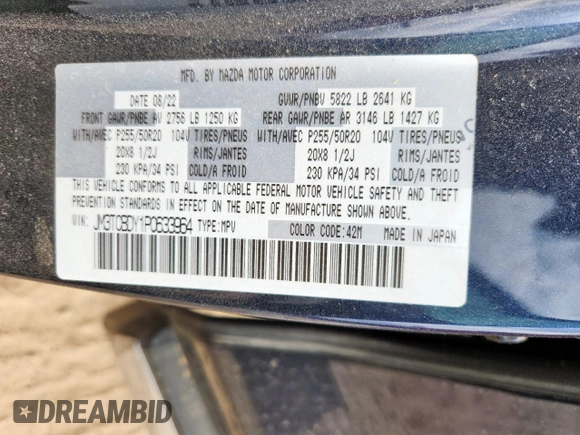 MFD. BY MAZDA MOTOR CORPORATION
DATE 08/22 GVWR/PNBV 5822 LB 2641 KG
FRONT GAWR/PNBE AV 2756 LB 1250 KG REAR GAWR/PNBE AR 3146 LB 1427 KG
WITH/AVEC P255/50R20 104V TIRES/PNEUS WITH/AVEC P255/50R20 104V TIRES/PNEUS
20X8 1/2J RIMS/JANTES 20X8 1/2J RIMS/JANTES
230 KPA/34 PSI COLD/A FROID 230 KPA/34 PSI COLD/A FROID
THIS VEHICLE CONFORMS TO ALL APPLICABLE FEDERAL MOTOR VEHICLE SAFETY AND THEFT
PREVENTION STANDARDS IN EFFECT ON THE DATE OF MANUFACTURE SHOWN ABOVE.
VIN: JM3TCBDY1P0633964 TYPE:MPV COLOR CODE:42M MADE IN JAPAN
DREAMBID